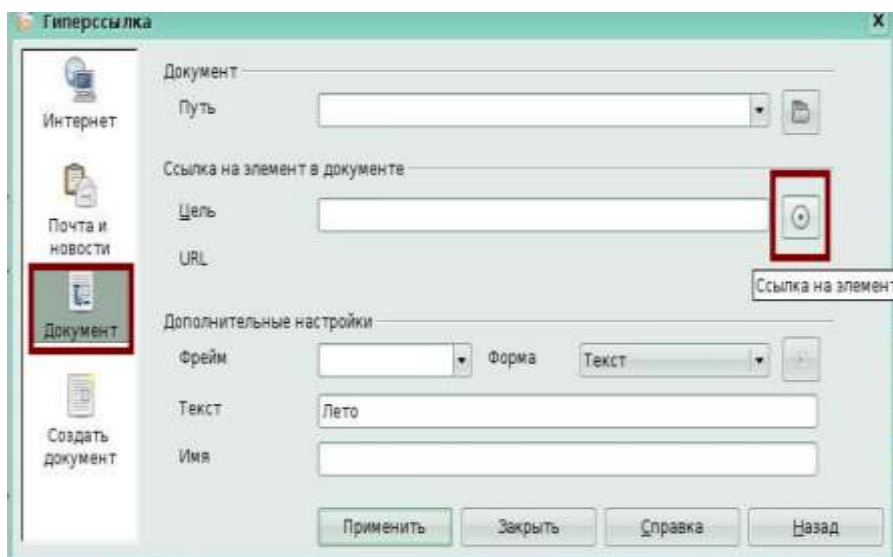 Гиперссылка
X
Интернет
Почта и
новости
Документ
Создать
документ
Документ
Путь
Ссылка на элемент в документе
Цель
URL
Ссылка на элемент
Дополнительные настройки
Фрейм
Форма
Текст
Текст
Лето
Имя
Применить
Закрыть
Справка
Назад